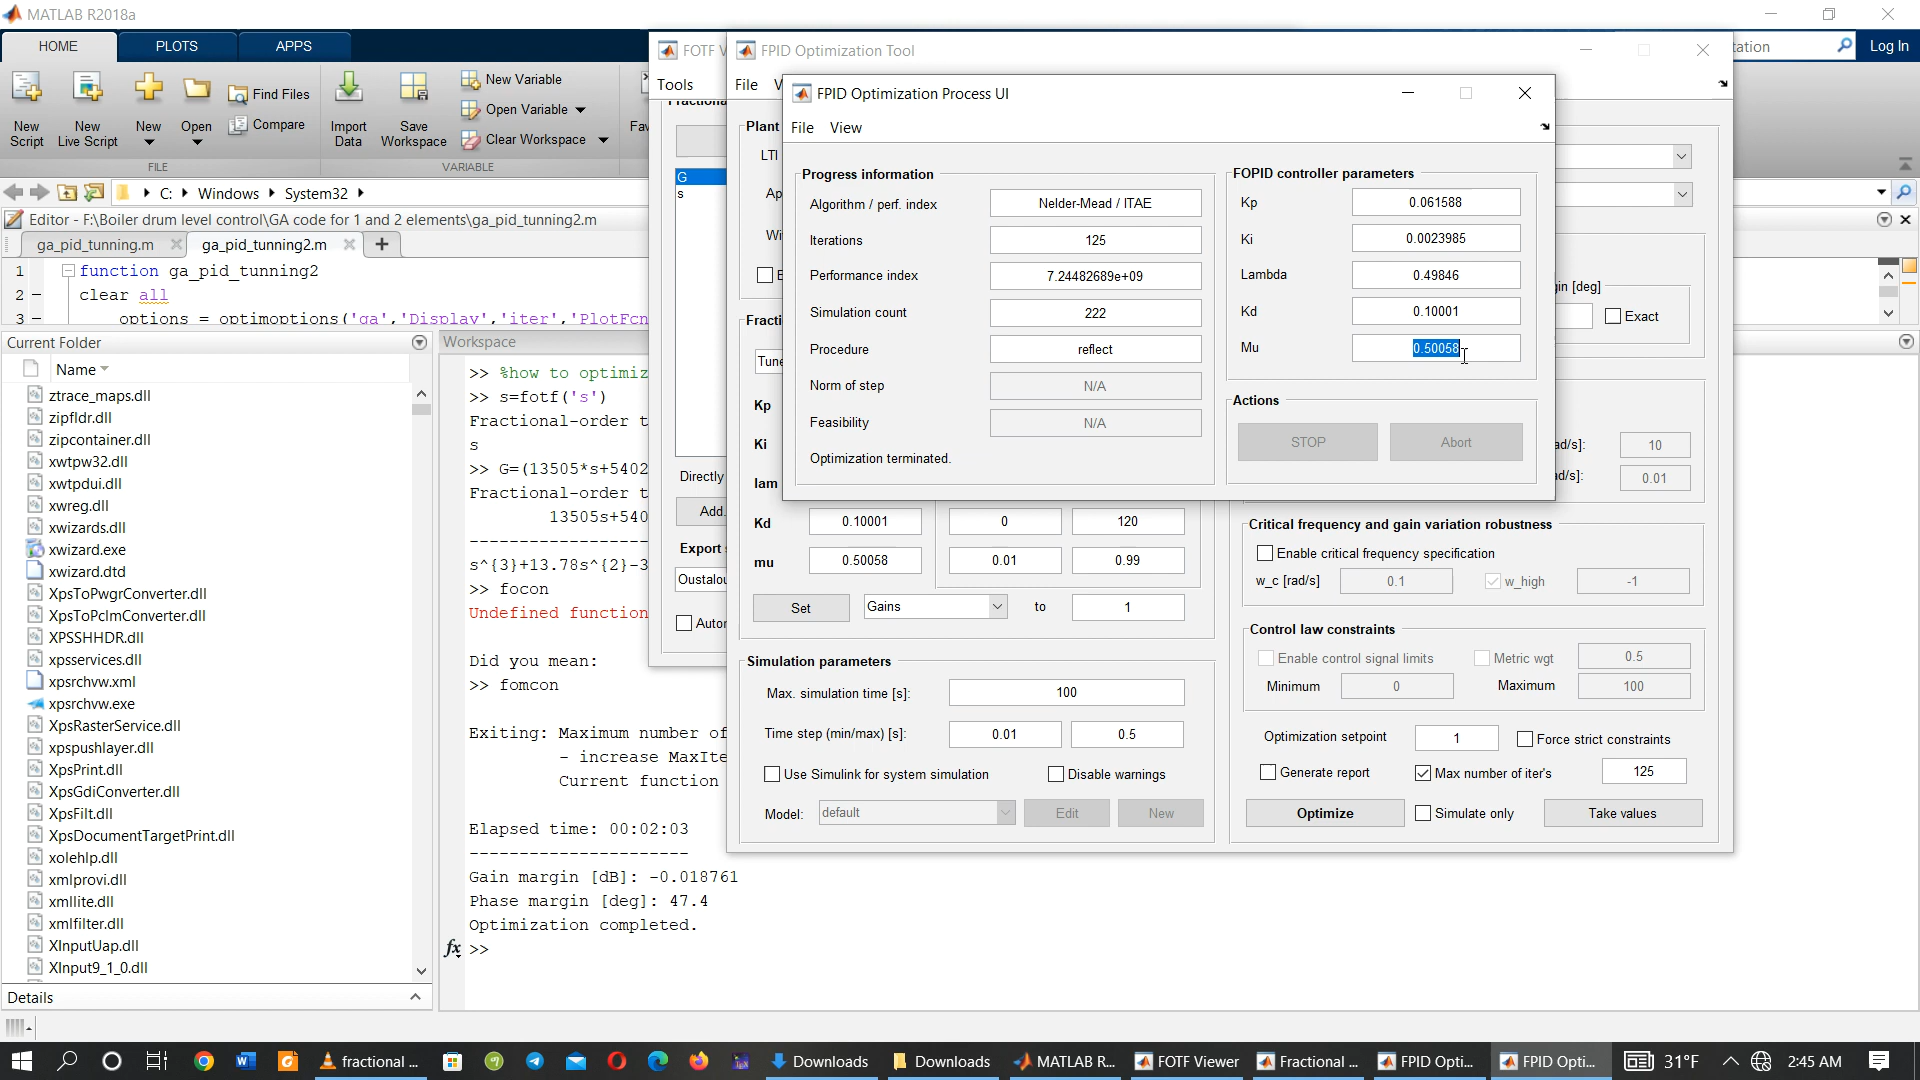 MATLAB R2018a
HOME PLOTS APPS
tation Log In
New Script
New Live Script
New
Open
Find Files
Compare
Import Data
Save Workspace
New Variable
Open Variable
Clear Workspace
FILE VARIABLE
C: Windows System32
Editor - F:\Boiler drum level control\GA code for 1 and 2 elements\ga_pid_tunning2.m
ga_pid_tunning.m ga_pid_tunning2.m
1 function ga_pid_tunning2
2 clear all
3 options = optimoptions('ga','Display','iter','PlotFcn
Current Folder
Name
ztrace_maps.dll
zipfldr.dll
zipcontainer.dll
xwtpw32.dll
xwtpdui.dll
xwreg.dll
xwizards.dll
xwizard.exe
xwizard.dtd
XpsToPwgrConverter.dll
XpsToPclmConverter.dll
XPSSHHDR.dll
xpsservices.dll
xpsrchvw.xml
xpsrchvw.exe
XpsRasterService.dll
xpspushlayer.dll
XpsPrint.dll
XpsGdiConverter.dll
XpsFilt.dll
XpsDocumentTargetPrint.dll
xolehlp.dll
xmlprovi.dll
xmllite.dll
xmlfilter.dll
XInputUap.dll
XInput9_1_0.dll
Details
Workspace
>> %how to optimiz
>> s=fotf('s')
Fractional-order t
s
>> G=(13505*s+5402
Fractional-order t
13505s+540
s^{3}+13.78s^{2}-3
>> focon
Undefined function
Did you mean:
>> fomcon
Exiting: Maximum number of
- increase MaxIte
Current function
Elapsed time: 00:02:03
Gain margin [dB]: -0.018761
Phase margin [deg]: 47.4
Optimization completed.
fx >>
FOTF V
Tools
G
s
Directly
Add.
Export
Oustalou
FPID Optimization Tool
File V
Plant
LTI
Fracti
Tune
Kp
Ki
lam
Kd 0.10001 0 120
mu 0.50058 0.01 0.99
Set Gains to 1
Simulation parameters
Max. simulation time [s]: 100
Time step (min/max) [s]: 0.01 0.5
Use Simulink for system simulation Disable warnings
Model: default Edit New
FPID Optimization Process UI
File View
Progress information
Algorithm / perf. index Nelder-Mead / ITAE
Iterations 125
Performance index 7.24482689e+09
Simulation count 222
Procedure reflect
Norm of step N/A
Feasibility N/A
Optimization terminated.
FOPID controller parameters
Kp 0.061588
Ki 0.0023985
Lambda 0.49846
Kd 0.10001
Mu 0.50058
Actions
STOP Abort
gin [deg]
Exact
ad/s]: 10
d/s]: 0.01
Critical frequency and gain variation robustness
Enable critical frequency specification
w_c [rad/s] 0.1 w_high -1
Control law constraints
Enable control signal limits Metric wgt 0.5
Minimum 0 Maximum 100
Optimization setpoint 1 Force strict constraints
Generate report Max number of iter's 125
Optimize Simulate only Take values
fractional ... Downloads Downloads MATLAB R... FOTF Viewer Fractional ... FPID Opti... FPID Opti... 31°F 2:45 AM